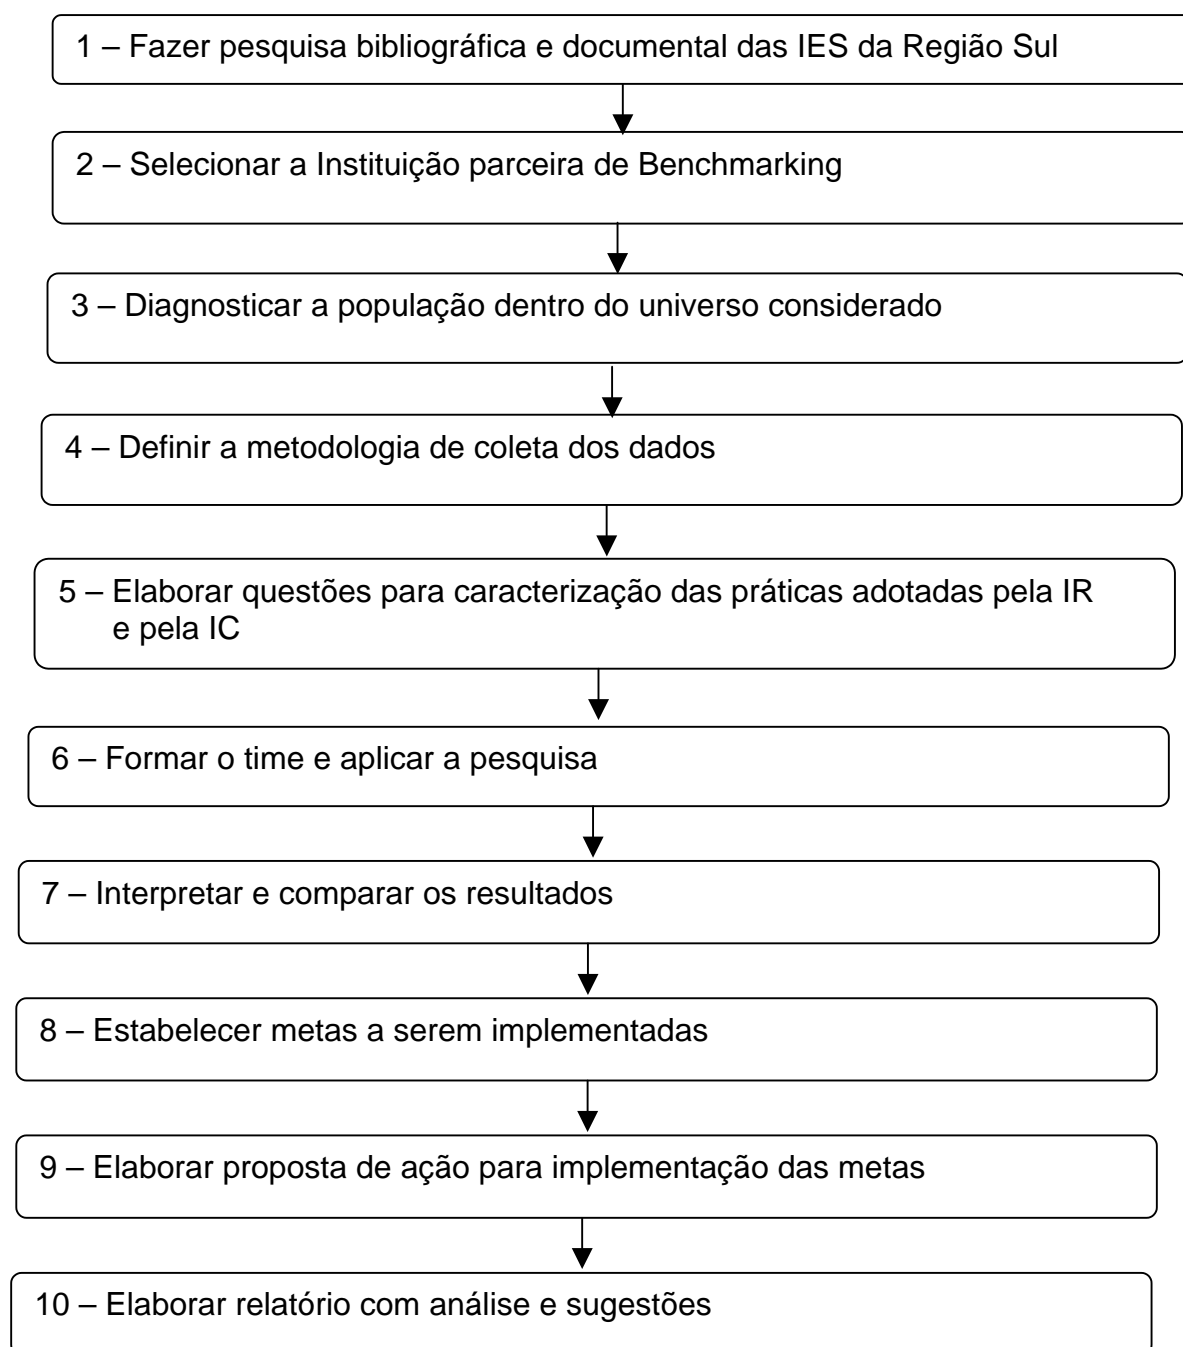 1 – Fazer pesquisa bibliográfica e documental das IES da Região Sul
2 – Selecionar a Instituição parceira de Benchmarking
3 – Diagnosticar a população dentro do universo considerado
4 – Definir a metodologia de coleta dos dados
5 – Elaborar questões para caracterização das práticas adotadas pela IR
e pela IC
6 – Formar o time e aplicar a pesquisa
7 – Interpretar e comparar os resultados
8 – Estabelecer metas a serem implementadas
9 – Elaborar proposta de ação para implementação das metas
10 – Elaborar relatório com análise e sugestões